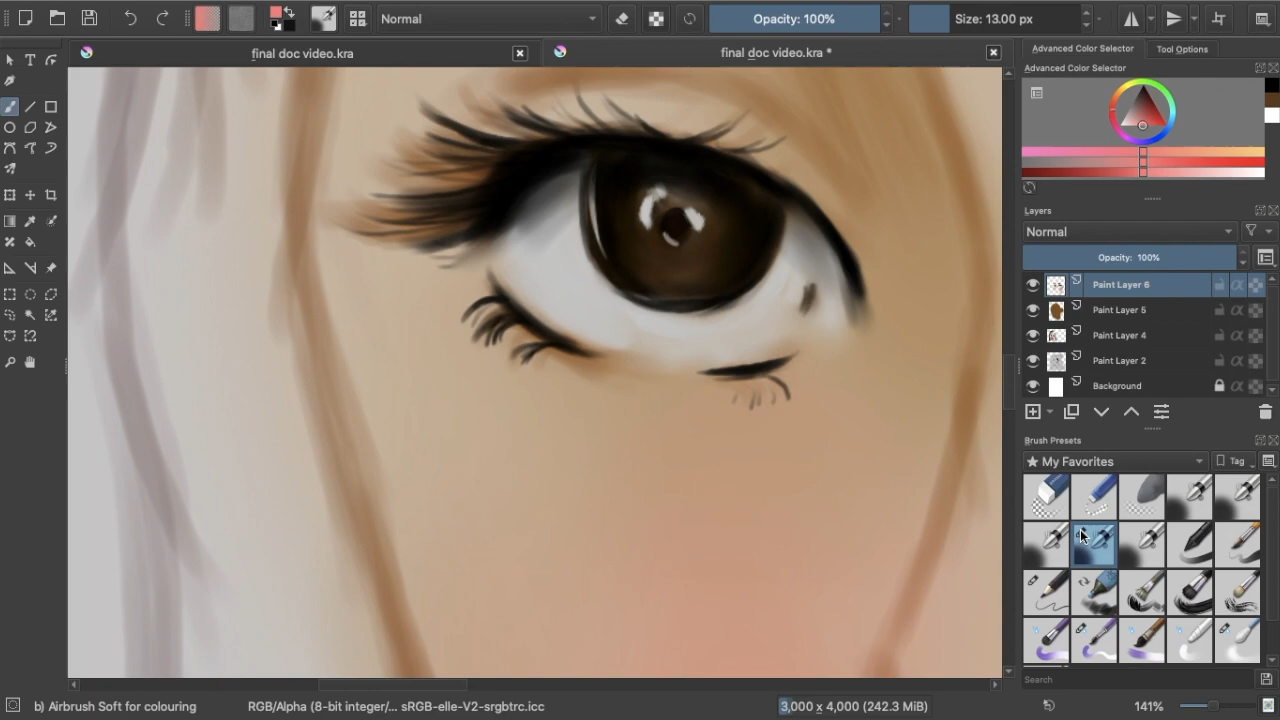 Normal
Opacity: 100%
Size: 13.00 px
final doc video.kra
final doc video.kra *
Advanced Color Selector
Tool Options
Advanced Color Selector
Layers
Normal
Opacity: 100%
Paint Layer 6
Paint Layer 5
Paint Layer 4
Paint Layer 2
Background
Brush Presets
★ My Favorites
Tag
Search
b) Airbrush Soft for colouring
RGB/Alpha (8-bit integer/... sRGB-elle-V2-srgbtrc.icc
3,000 x 4,000 (242.3 MiB)
141%